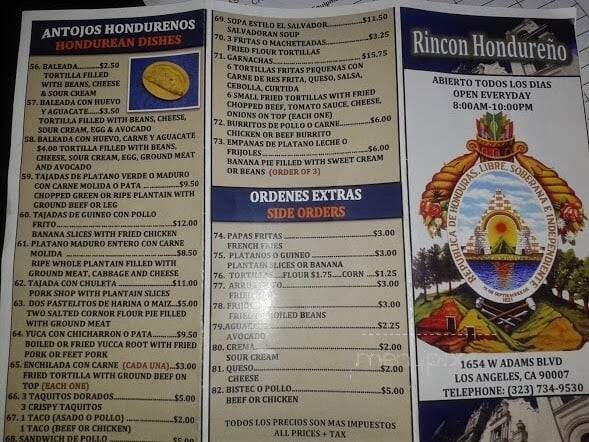 ANTOJOS HONDURENOS
HONDUREAN DISHES
56. BALEADA.........$2.50
TORTILLA FILLED
WITH BEANS, CHEESE
& SOUR CREAM
57. BALEADA CON HUEVO
Y AGUACATE.....$3.50
TORTILLA FILLED WITH BEANS, CHEESE,
SOUR CREAM, EGG & AVOCADO
58. BALEADA CON HUEVO, CARNE Y AGUACATE
$4.00 TORTILLA FILLED WITH BEANS,
CHEESE, SOUR CREAM, EGG, GROUND MEAT
AND AVOCADO
59. TAJADAS DE PLATANO VERDE O MADURO
CON CARNE MOLIDA O PATA...........$9.50
CHOPPED GREEN OR RIPE PLANTAIN WITH
GROUND BEEF OR LEG
60. TAJADAS DE GUINEO CON POLLO
FRITO...............................$12.00
BANANA SLICES WITH FRIED CHICKEN
61. PLATANO MADURO ENTERO CON CARNE
MOLIDA ..............................$8.50
RIPE WHOLE PLANTAIN FILLED WITH
GROUND MEAT, CABBAGE AND CHEESE
62. TAJADA CON CHULETA................$11.00
PORK SHOP WITH PLANTAIN SLICES
63. DOS PASTELITOS DE HARINA O MAIZ..$5.00
TWO SALTED CORNOR FLOUR PIE FILLED
WITH GROUND MEAT
64. YUCA CON CHICHARRON O PATA......$9.50
BOILED OR FRIED YUCCA ROOT WITH FRIED
PORK OR FEET PORK
65. ENCHILADA CON CARNE (CADA UNA)...$3.00
FRIED TORTILLA WITH GROUND BEEF ON
TOP (EACH ONE)
66. 3 TAQUITOS DORADOS.................$5.00
3 CRISPY TAQUITOS
67. 1 TACO (ASADO O POLLO)............$2.00
1 TACO (BEEF OR CHICKEN)
68. SANDWICH DE POLLO ................$5.00
69. SOPA ESTILO EL SALVADOR.........$11.50
SALVADORAN SOUP
70. 3 FRITAS O MACHETEADAS...........$3.25
FRIED FLOUR TORTILLAS
71. GARNACHAS .........................$15.75
6 TORTILLAS FRITAS PIQUENAS CON
CARNE DE RES FRITA, QUESO, SALSA,
CEBOLLA, CURTIDA
6 SMALL FRIED TORTILLAS WITH FRIED
CHOPPED BEEF, TOMATO SAUCE, CHEESE,
ONIONS ON TOP (EACH ONE)
72. BURRITOS DE POLLO O CARNE........$6.00
CHICKEN OR BEEF BURRITO
73. EMPANAS DE PLATANO LECHE O
FRIJOLES..............................$6.00
BANANA PIE FILLED WITH SWEET CREAM
OR BEANS (ORDER OF 3)
ORDENES EXTRAS
SIDE ORDERS
74. PAPAS FRITAS .......................$3.00
FRENCH FRIES
75. PLATANOS O GUINEO ................$3.00
PLANTAIN SLICES OR BANANA
76. TORTILLAS.....FLOUR $1.75....CORN ....$1.25
77. ARR ........................$3.00
FRIED
78. FRIJO ........................$3.00
FRIED BOILED BEANS
79.AGUAC ........................$2.25
AVOCADO
80. CREMA...............................$2.00
SOUR CREAM
81. QUESO...............................$2.00
CHEESE
82. BISTEC O POLLO......................$5.00
BEEF OR CHICKEN
TODOS LOS PRECIOS SON MAS IMPUESTOS
ALL PRICES + TAX
Rincon Hondureño
ABIERTO TODOS LOS DIAS
OPEN EVERYDAY
8:00AM-10:00PM
REPUBLICA DE HONDURAS, LIBRE, SOBERANA E INDEPENDIENTE
15 DE SEPTIEMBRE DE 1821
1654 W ADAMS BLVD
LOS ANGELES, CA 90007
TELEPHONE: (323) 734-9530